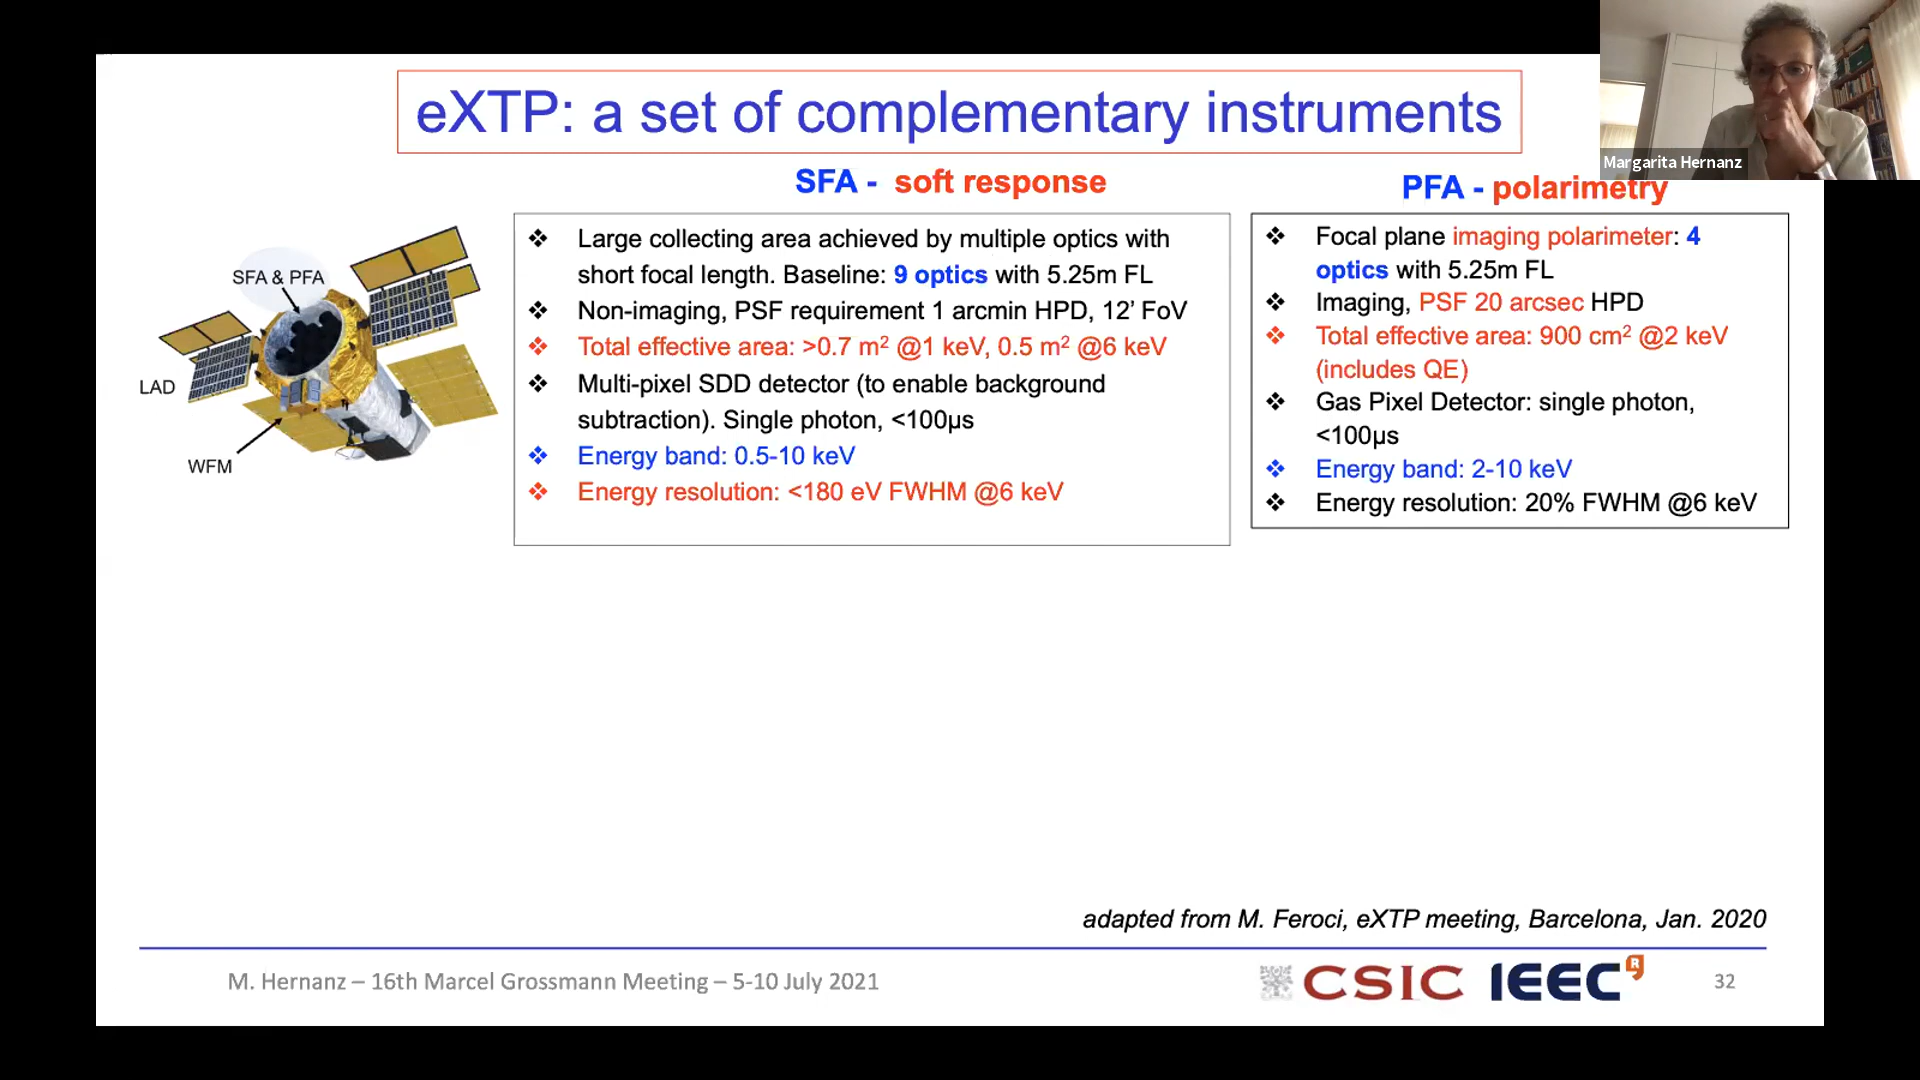 eXTP: a set of complementary instruments
Margarita Hernanz
SFA - soft response
PFA - polarimetry
SFA & PFA
LAD
WFM
❖ Large collecting area achieved by multiple optics with
short focal length. Baseline: 9 optics with 5.25m FL
❖ Non-imaging, PSF requirement 1 arcmin HPD, 12’ FoV
❖ Total effective area: >0.7 m² @1 keV, 0.5 m² @6 keV
❖ Multi-pixel SDD detector (to enable background
subtraction). Single photon, <100µs
❖ Energy band: 0.5-10 keV
❖ Energy resolution: <180 eV FWHM @6 keV
❖ Focal plane imaging polarimeter: 4
optics with 5.25m FL
❖ Imaging, PSF 20 arcsec HPD
❖ Total effective area: 900 cm² @2 keV
(includes QE)
❖ Gas Pixel Detector: single photon,
<100µs
❖ Energy band: 2-10 keV
❖ Energy resolution: 20% FWHM @6 keV
adapted from M. Feroci, eXTP meeting, Barcelona, Jan. 2020
M. Hernanz – 16th Marcel Grossmann Meeting – 5-10 July 2021
CSIC IEEC R
32